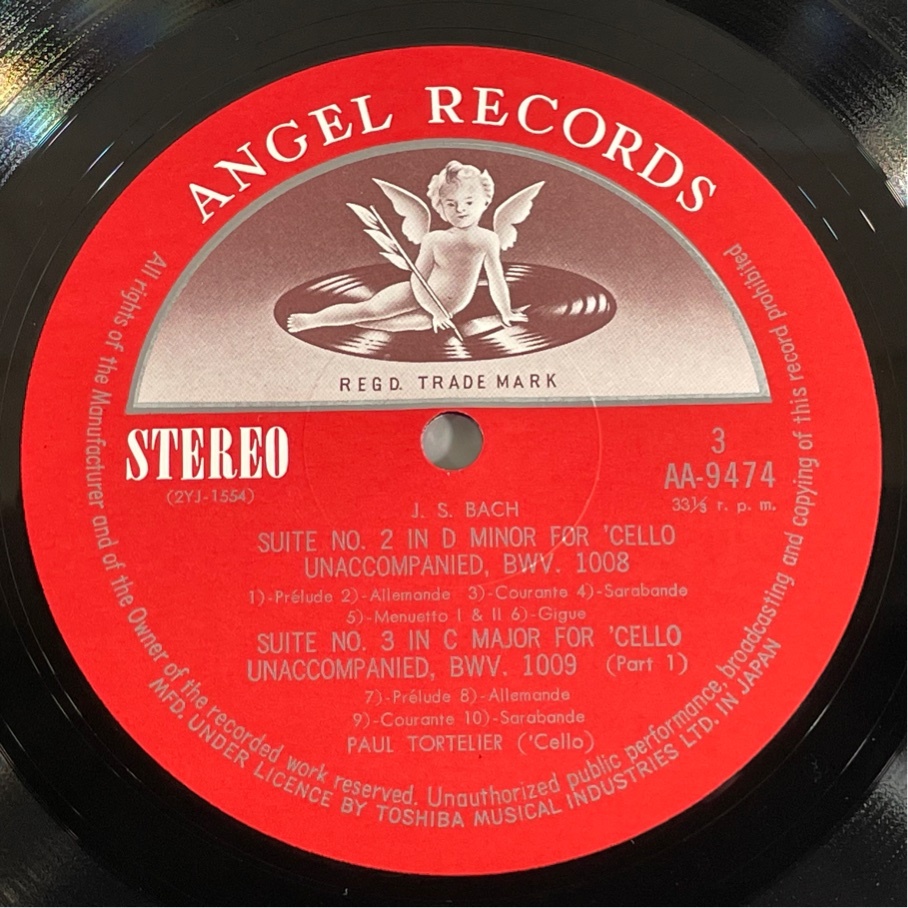 ANGEL RECORDS
REGD. TRADE MARK
STEREO
(2YJ-1554)
3
AA-9474
33⅓ r. p. m.
J. S. BACH
SUITE NO. 2 IN D MINOR FOR 'CELLO
UNACCOMPANIED, BWV. 1008
1)-Prélude 2)-Allemande 3)-Courante 4)-Sarabande
5)-Menuetto I & II 6)-Gigue
SUITE NO. 3 IN C MAJOR FOR 'CELLO
UNACCOMPANIED, BWV. 1009 (Part 1)
7)-Prélude 8)-Allemande
9)-Courante 10)-Sarabande
PAUL TORTELIER ('Cello)
All rights of the Manufacturer and of the Owner of the recorded work reserved. Unauthorized public performance, broadcasting and copying of this record prohibited
MFD. UNDER LICENCE BY TOSHIBA MUSICAL INDUSTRIES LTD. IN JAPAN